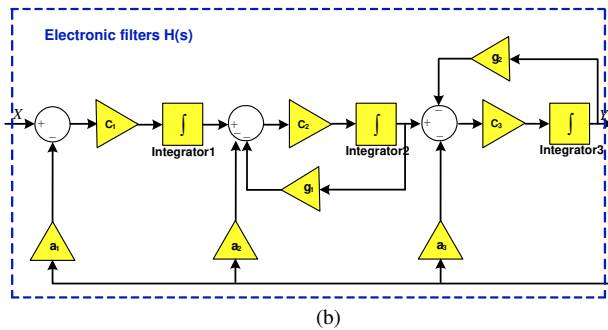 Electronic filters H(s)
g₂
X
+
−
c₁
∫
Integrator1
+
−
−
c₂
∫
Integrator2
+
−
−
c₃
∫
Integrator3
Y
g₁
a₁
a₂
a₃
(b)